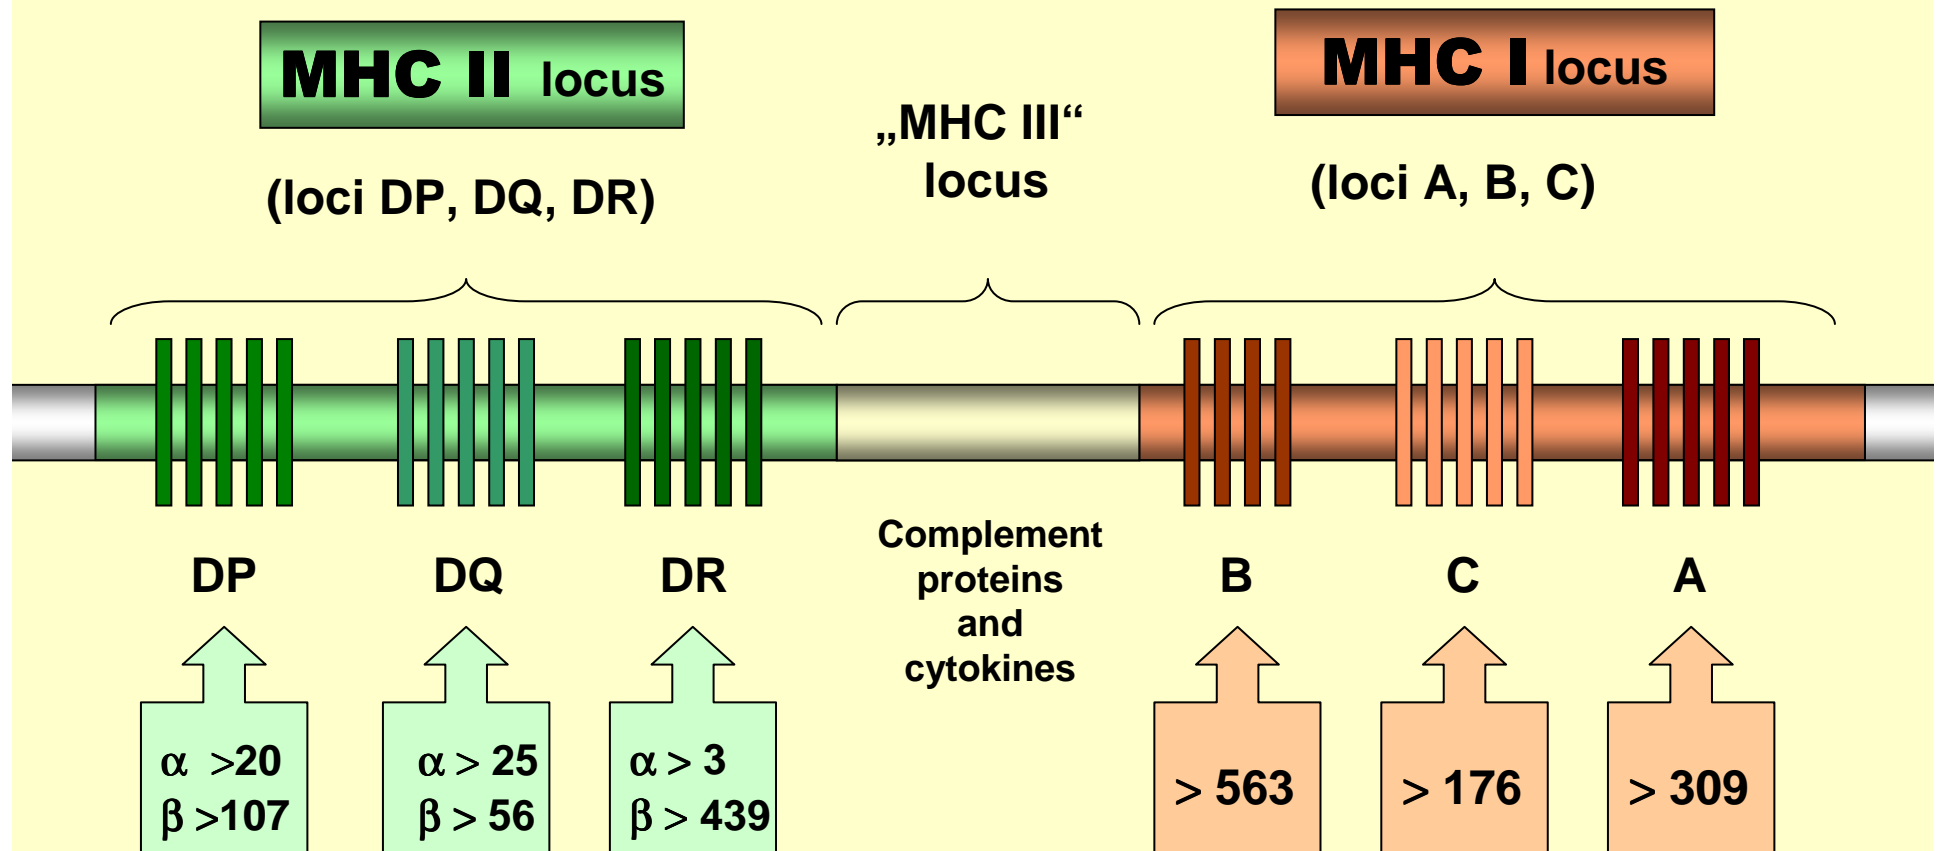 MHC II locus
(loci DP, DQ, DR)
„MHC III“
locus
MHC I locus
(loci A, B, C)
DP
DQ
DR
Complement
proteins
and
cytokines
B
C
A
α >20
β >107
α > 25
β > 56
α > 3
β > 439
> 563
> 176
> 309